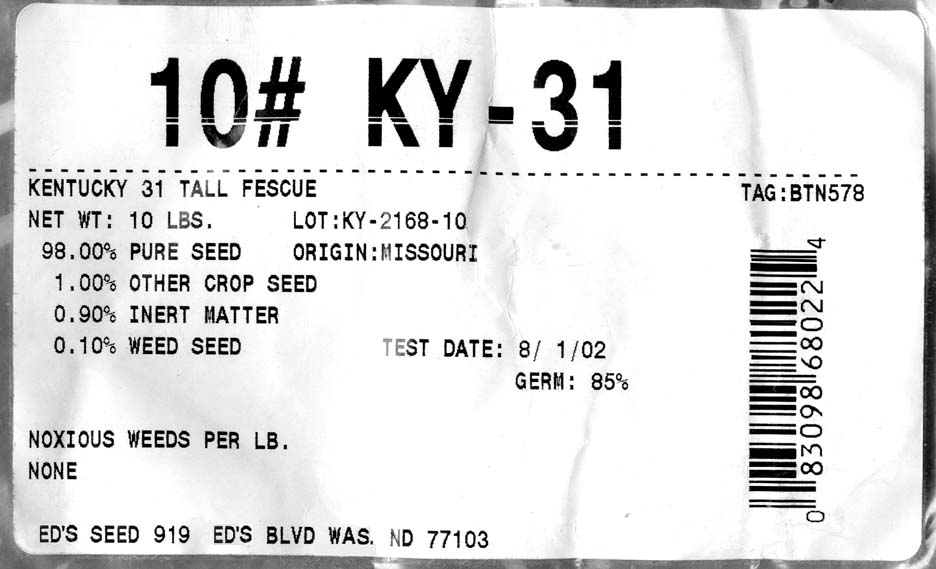 10# KY-31
KENTUCKY 31 TALL FESCUE
TAG:BTN578
NET WT: 10 LBS. LOT:KY-2168-10
98.00% PURE SEED ORIGIN:MISSOURI
1.00% OTHER CROP SEED
0.90% INERT MATTER
0.10% WEED SEED TEST DATE: 8/ 1/02
GERM: 85%
NOXIOUS WEEDS PER LB.
NONE
ED'S SEED 919 ED'S BLVD WAS. ND 77103
0 83098 68022 4